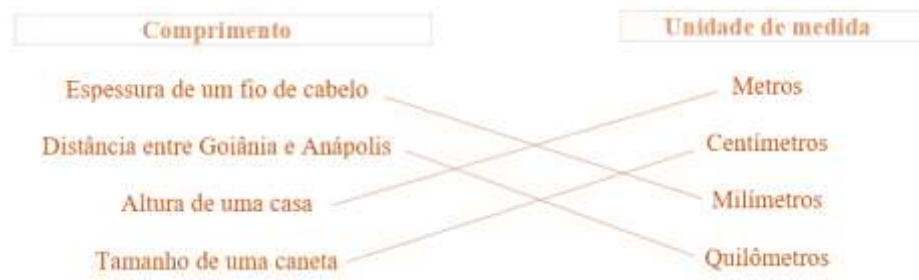 Comprimento Unidade de medida
Espessura de um fio de cabelo Metros
Distância entre Goiânia e Anápolis Centímetros
Altura de uma casa Milímetros
Tamanho de uma caneta Quilômetros